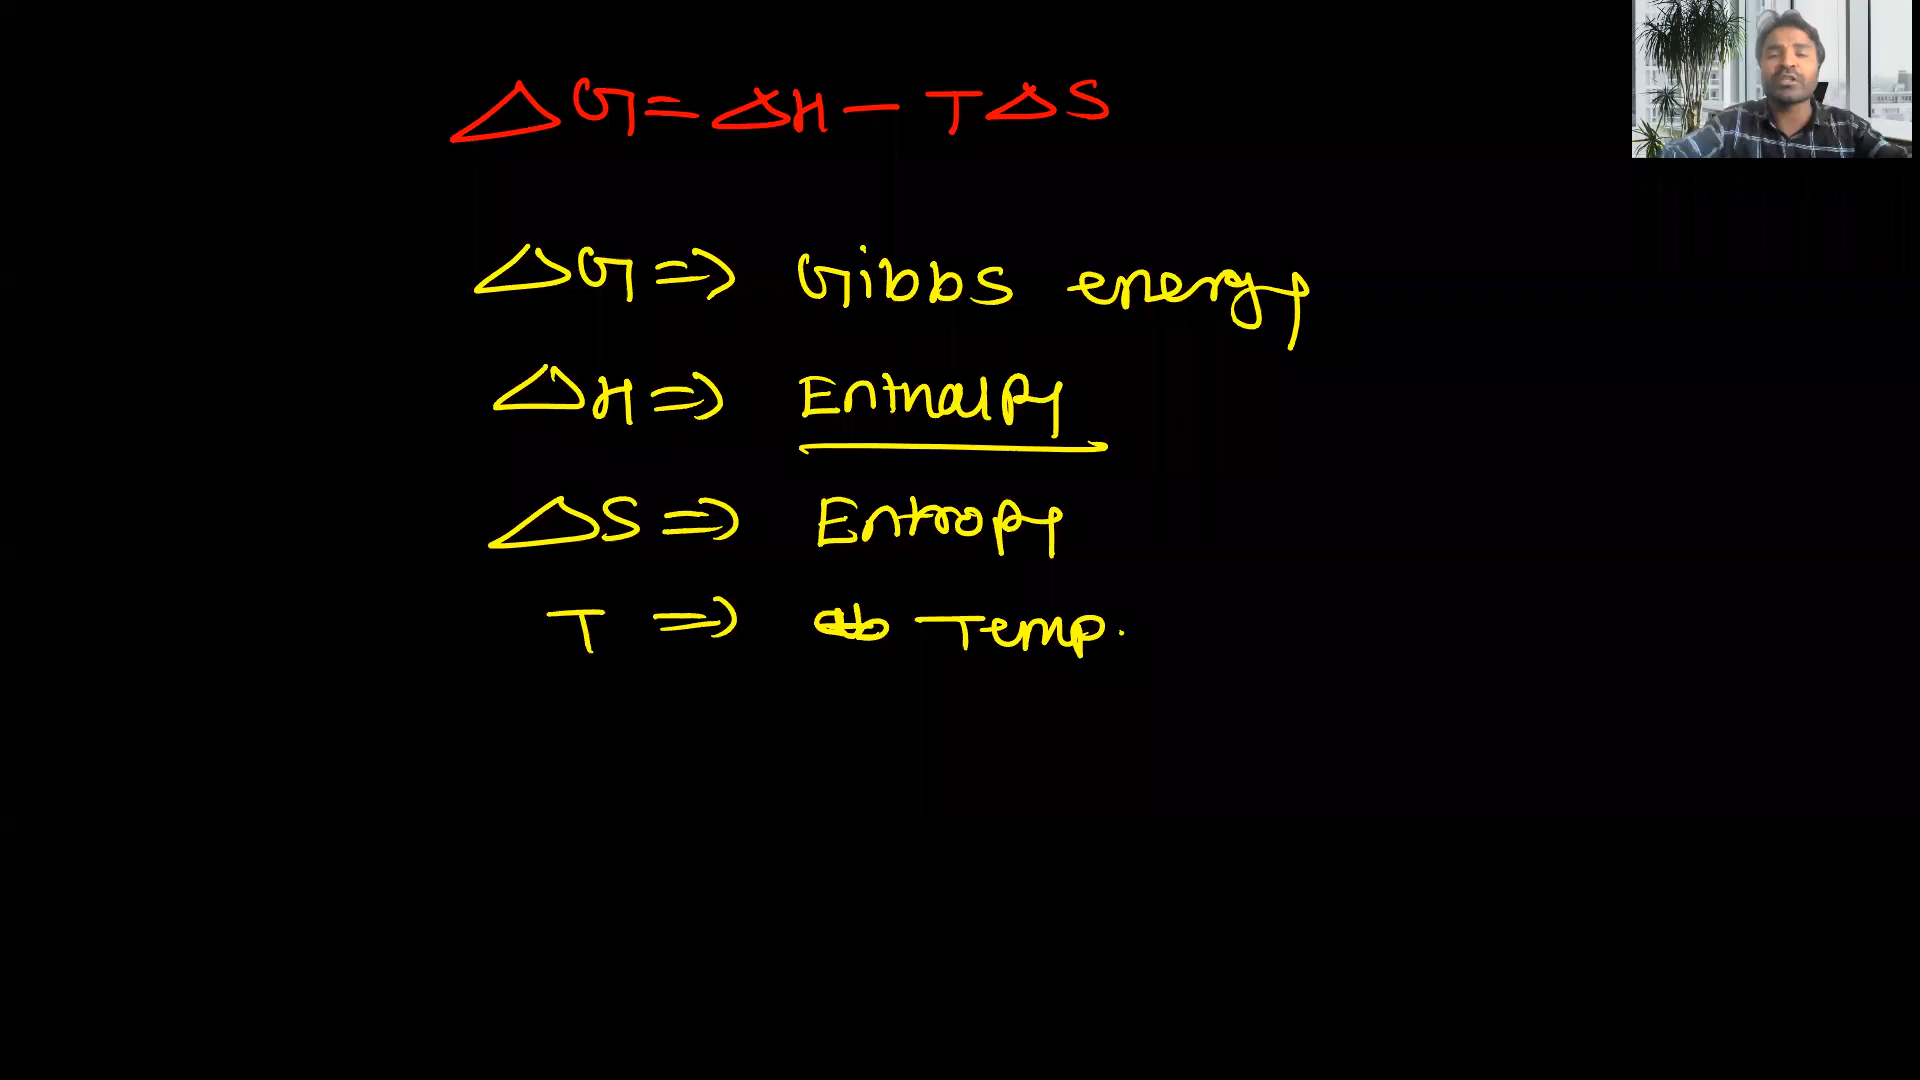 ΔG = ΔH - TΔS
ΔG ⇒ Gibbs energy
ΔH ⇒ Enthalpy
ΔS ⇒ Entropy
T ⇒ Temp.